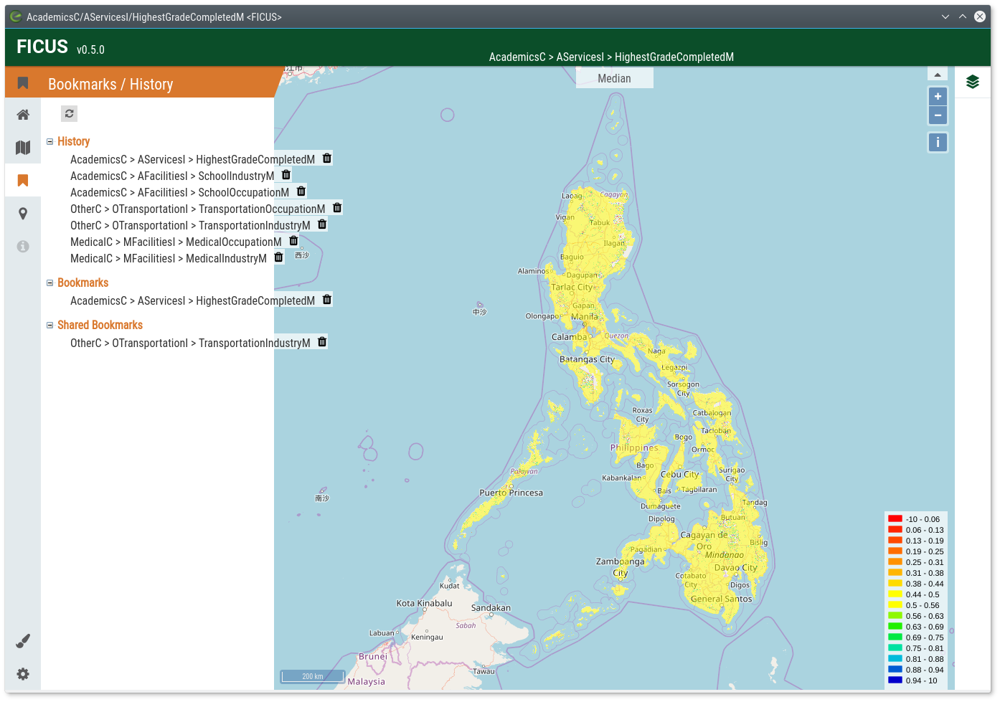 AcademicsC/AServicesI/HighestGradeCompletedM <FICUS>
FICUS v0.5.0
AcademicsC > AServicesI > HighestGradeCompletedM
Bookmarks / History
Median
History
AcademicsC > AServicesI > HighestGradeCompletedM
AcademicsC > AFacilitiesI > SchoolIndustryM
AcademicsC > AFacilitiesI > SchoolOccupationM
OtherC > OTransportationI > TransportationOccupationM
OtherC > OTransportationI > TransportationIndustryM
MedicalC > MFacilitiesI > MedicalOccupationM
MedicalC > MFacilitiesI > MedicalIndustryM
Bookmarks
AcademicsC > AServicesI > HighestGradeCompletedM
Shared Bookmarks
OtherC > OTransportationI > TransportationIndustryM
+
−
i
江市
西沙
中沙
南沙
Laoag
Cagayan
Vigan
Tabuk
Ilagan
Baguio
Alaminos
Dagupan
Tarlac City
Gapan
Olongapo
Manila
Calamba
Quezon
Naga
Batangas City
Legazpi
Sorsogon
City
Roxas
City
Catbalogan
Tacloban
Bogo
Ormoc
Philippines
Bago
Palawan
Kabankalan
Cebu City
Surigao
City
Puerto Princesa
Bais
Tagbilaran
Dumaguete
Tandag
Dipolog
Butuan
Cagayan de
Oro
Bislig
Pagadian
Mindanao
Zamboanga
City
Davao City
Cotabato
City
Digos
General Santos
Kudat
Kota Kinabalu
Sandakan
Sabah
Labuan
Keningau
Brunei
Tawau
Malaysia
200 km
-10 - 0.06
0.06 - 0.13
0.13 - 0.19
0.19 - 0.25
0.25 - 0.31
0.31 - 0.38
0.38 - 0.44
0.44 - 0.5
0.5 - 0.56
0.56 - 0.63
0.63 - 0.69
0.69 - 0.75
0.75 - 0.81
0.81 - 0.88
0.88 - 0.94
0.94 - 10